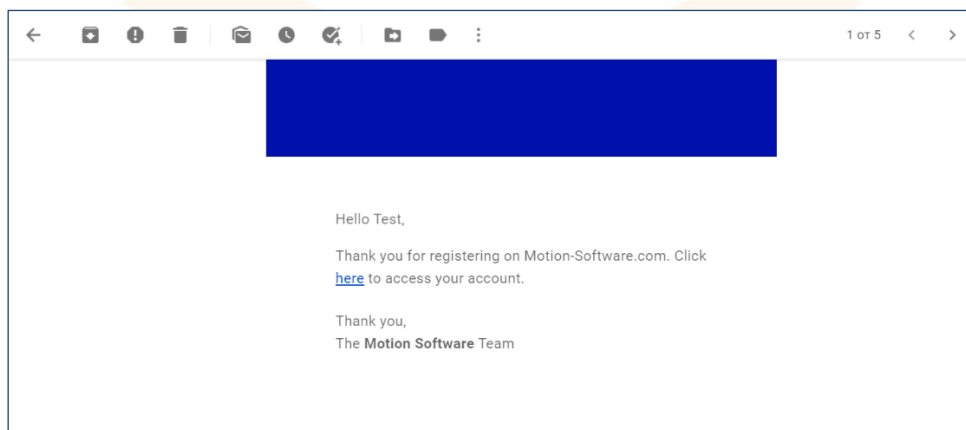 1 от 5
Hello Test,
Thank you for registering on Motion-Software.com. Click
here to access your account.
Thank you,
The Motion Software Team